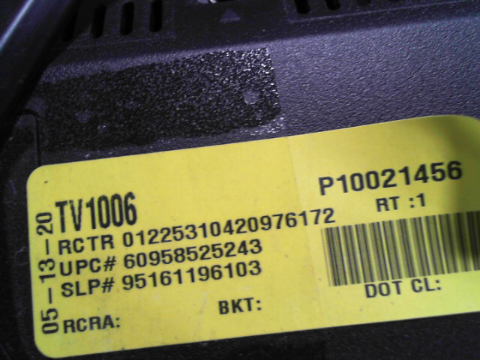 05-13-20
TV1006
RCTR 01225310420976172
UPC# 60958525243
SLP# 95161196103
RCRA:
BKT:
P10021456
RT :1
DOT CL: